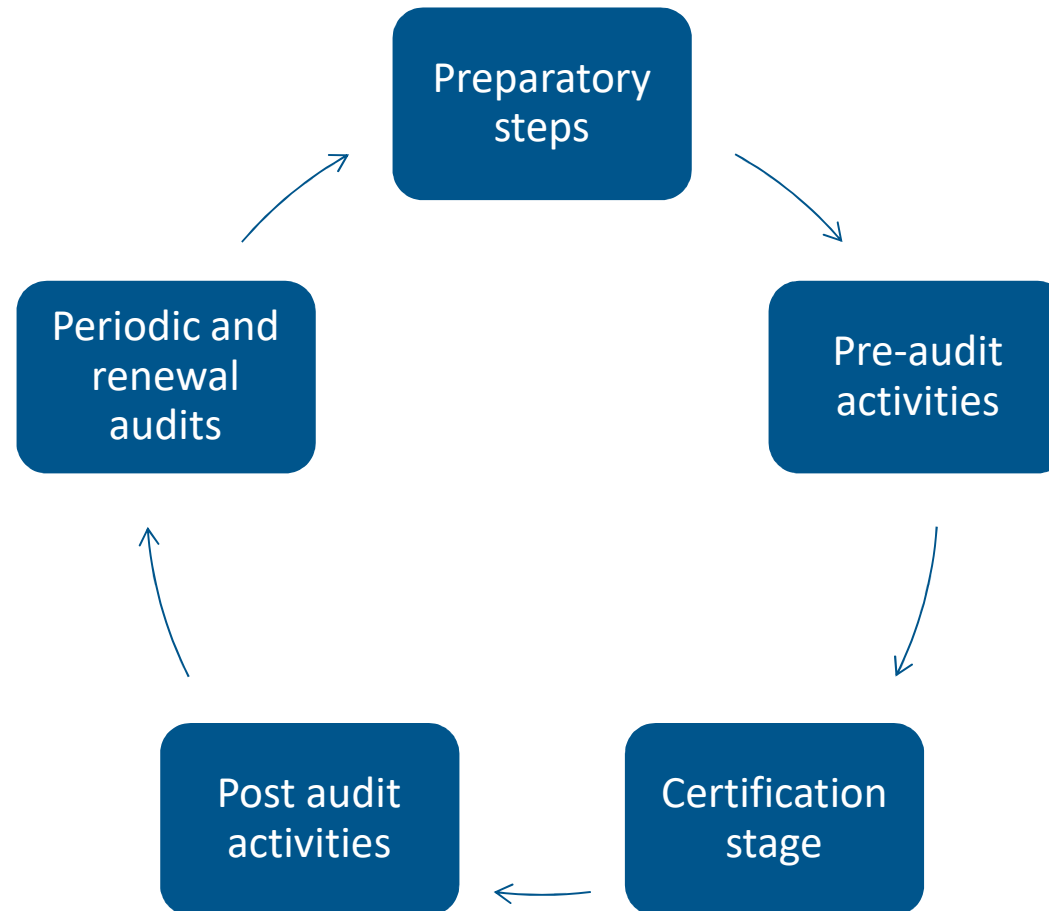 Preparatory
steps
Pre-audit
activities
Certification
stage
Post audit
activities
Periodic and
renewal
audits